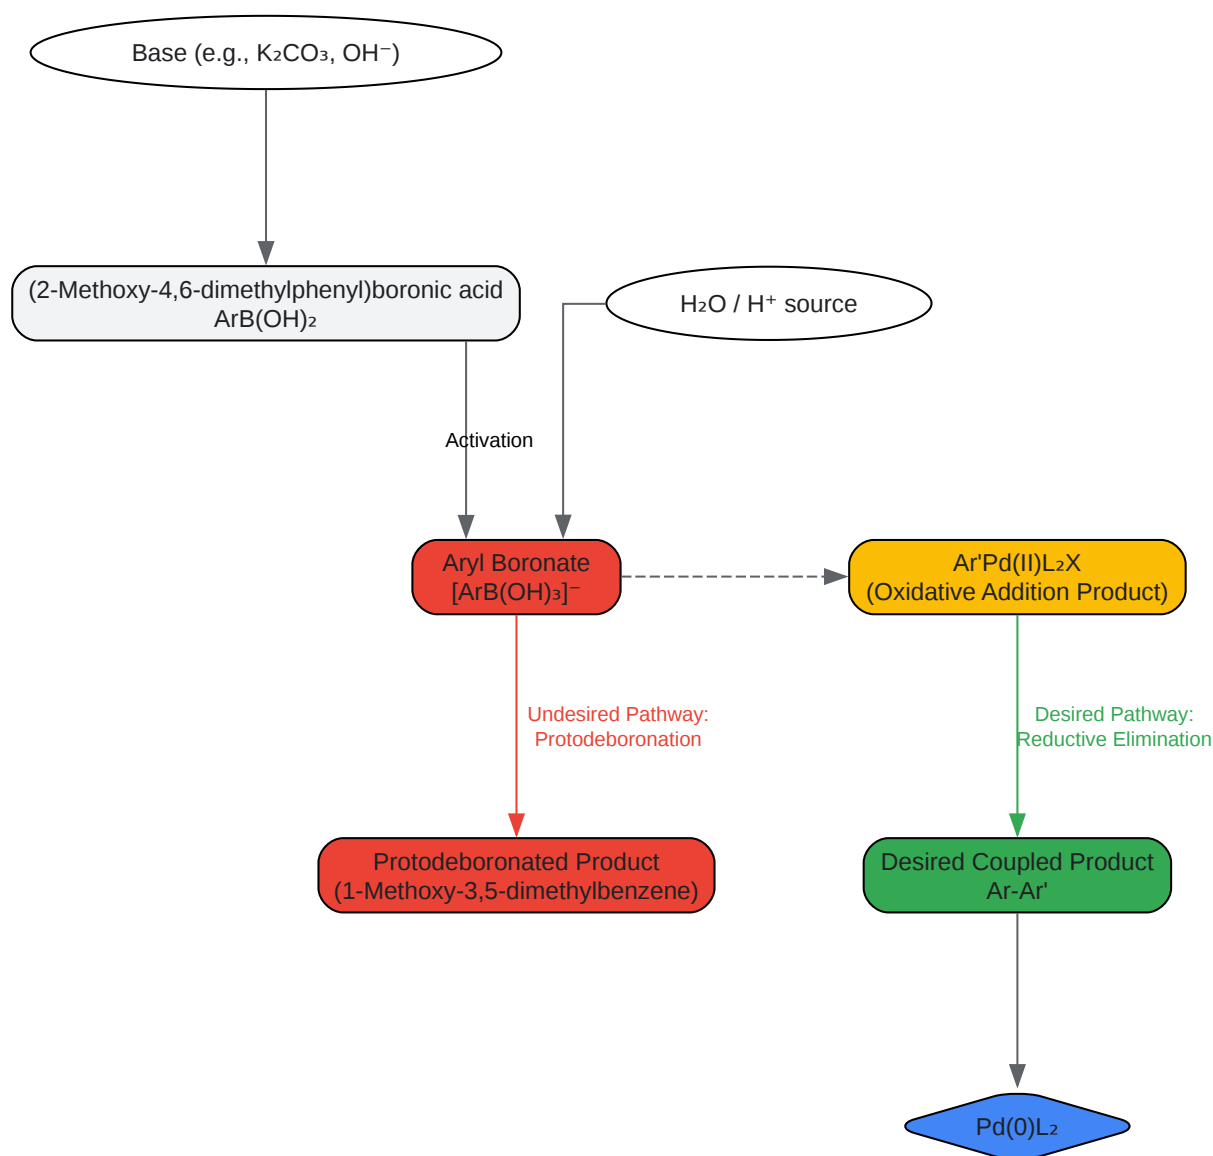 Base (e.g., K₂CO₃, OH⁻)
(2-Methoxy-4,6-dimethylphenyl)boronic acid
ArB(OH)₂
H₂O / H⁺ source
Activation
Aryl Boronate
[ArB(OH)₃]⁻
Ar'Pd(II)L₂X
(Oxidative Addition Product)
Undesired Pathway:
Protodeboronation
Desired Pathway:
Reductive Elimination
Protodeboronated Product
(1-Methoxy-3,5-dimethylbenzene)
Desired Coupled Product
Ar-Ar'
Pd(0)L₂